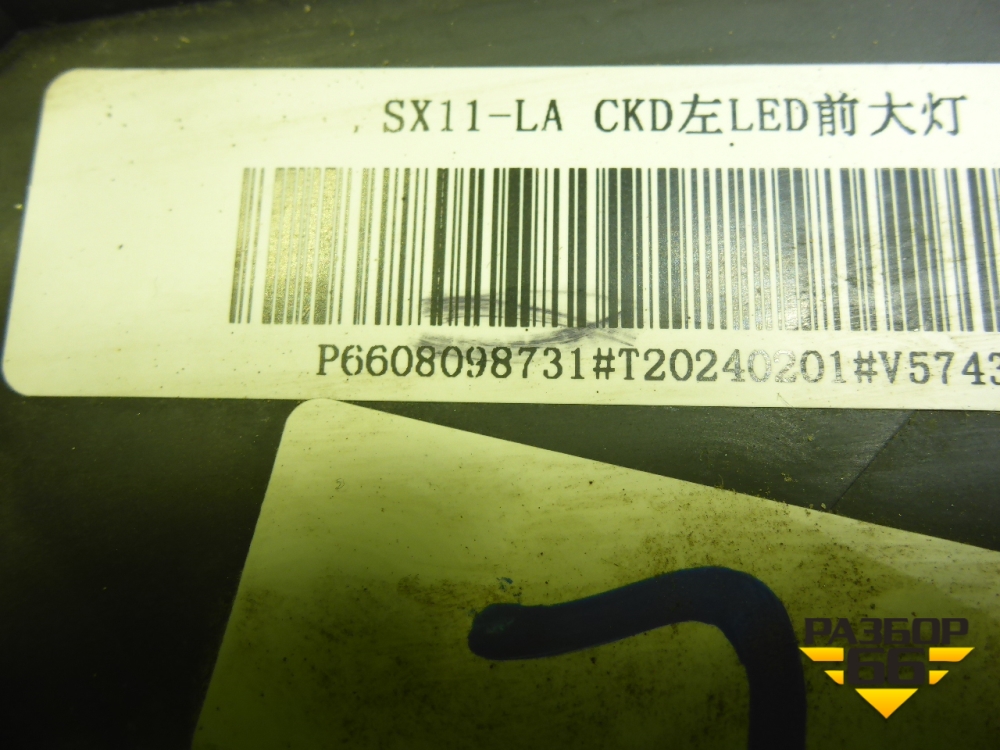 SX11-LA CKD左LED前大灯
P6608098731#T20240201#V5743
РАЗБОР
66